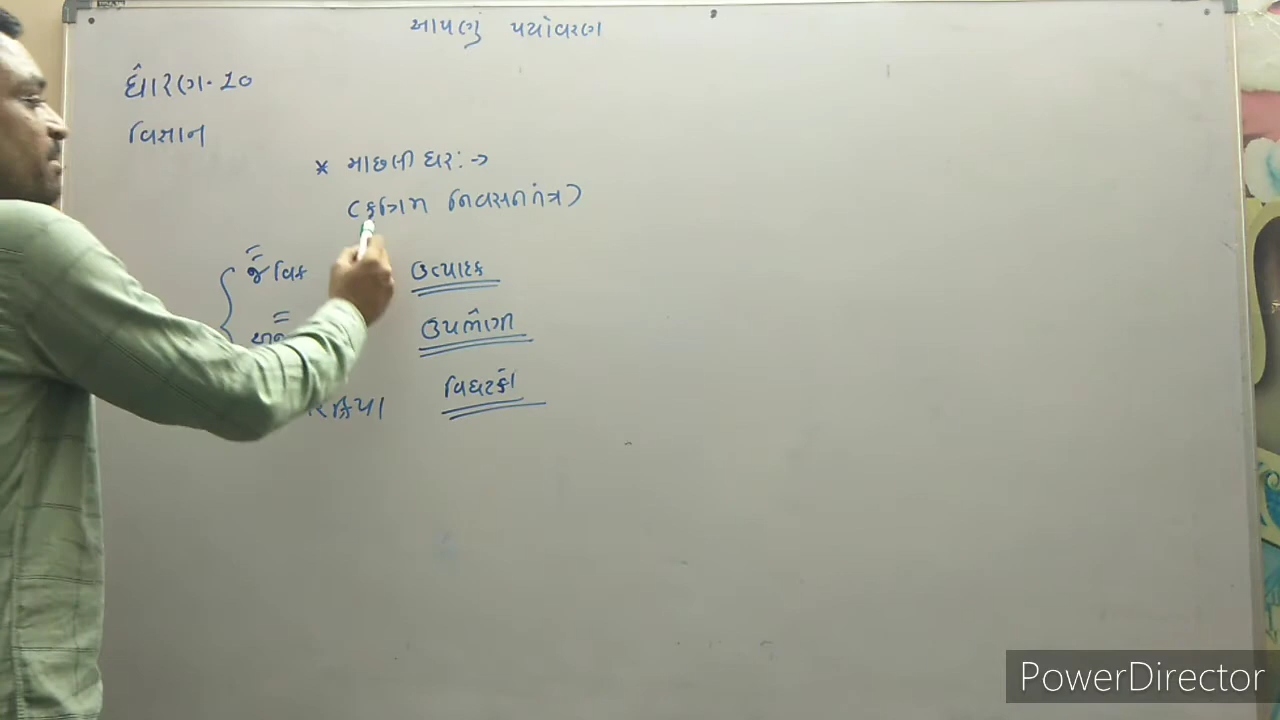 આપણું પર્યાવરણ
ધોરણ-10
વિજ્ઞાન
* માછલીઘર :->
(કૃત્રિમ નિવસનતંત્ર)
જૈવિક ઉત્પાદક
ઉપભોગી
વિઘટકો
PowerDirector